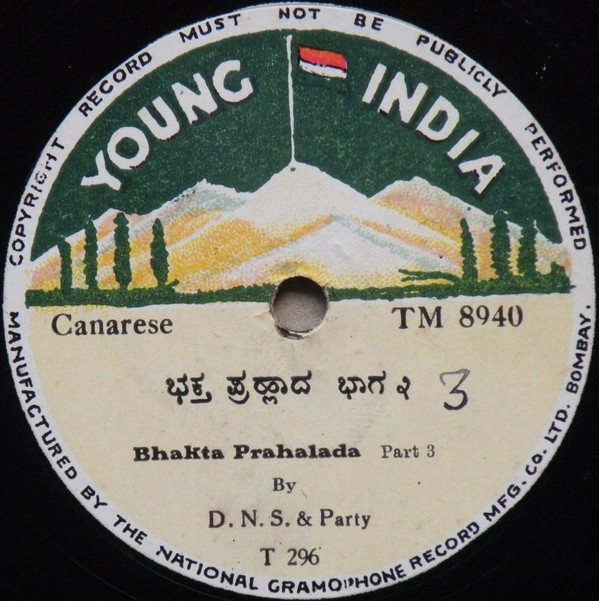 COPYRIGHT RECORD MUST NOT BE PUBLICLY PERFORMED
YOUNG INDIA
Canarese TM 8940
ಭಕ್ತ ಪ್ರಹ್ಲಾದ ಭಾಗ ೩ 3
Bhakta Prahalada Part 3
By
D. N. S. & Party
T 296
MANUFACTURED BY THE NATIONAL GRAMOPHONE RECORD MFG. CO. LTD. BOMBAY.